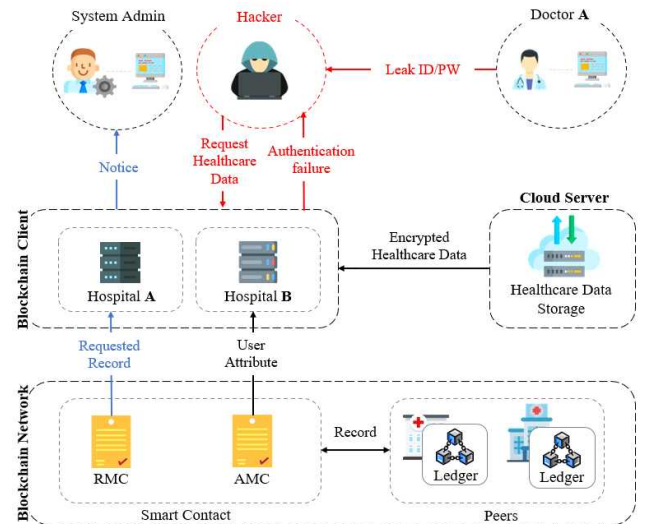 System Admin
Hacker
Doctor A
Leak ID/PW
Notice
Request
Healthcare
Data
Authentication
failure
Cloud Server
Blockchain Client
Hospital A
Hospital B
Encrypted
Healthcare Data
Healthcare Data
Storage
Requested
Record
User
Attribute
Blockchain Network
RMC
AMC
Record
Ledger
Ledger
Smart Contact
Peers